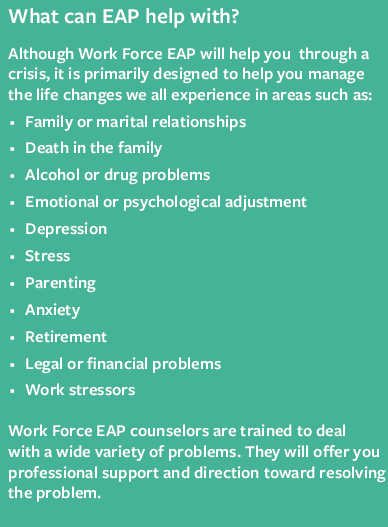 What can EAP help with?
Although Work Force EAP will help you through a
crisis, it is primarily designed to help you manage
the life changes we all experience in areas such as:
• Family or marital relationships
• Death in the family
• Alcohol or drug problems
• Emotional or psychological adjustment
• Depression
• Stress
• Parenting
• Anxiety
• Retirement
• Legal or financial problems
• Work stressors
Work Force EAP counselors are trained to deal
with a wide variety of problems. They will offer you
professional support and direction toward resolving
the problem.